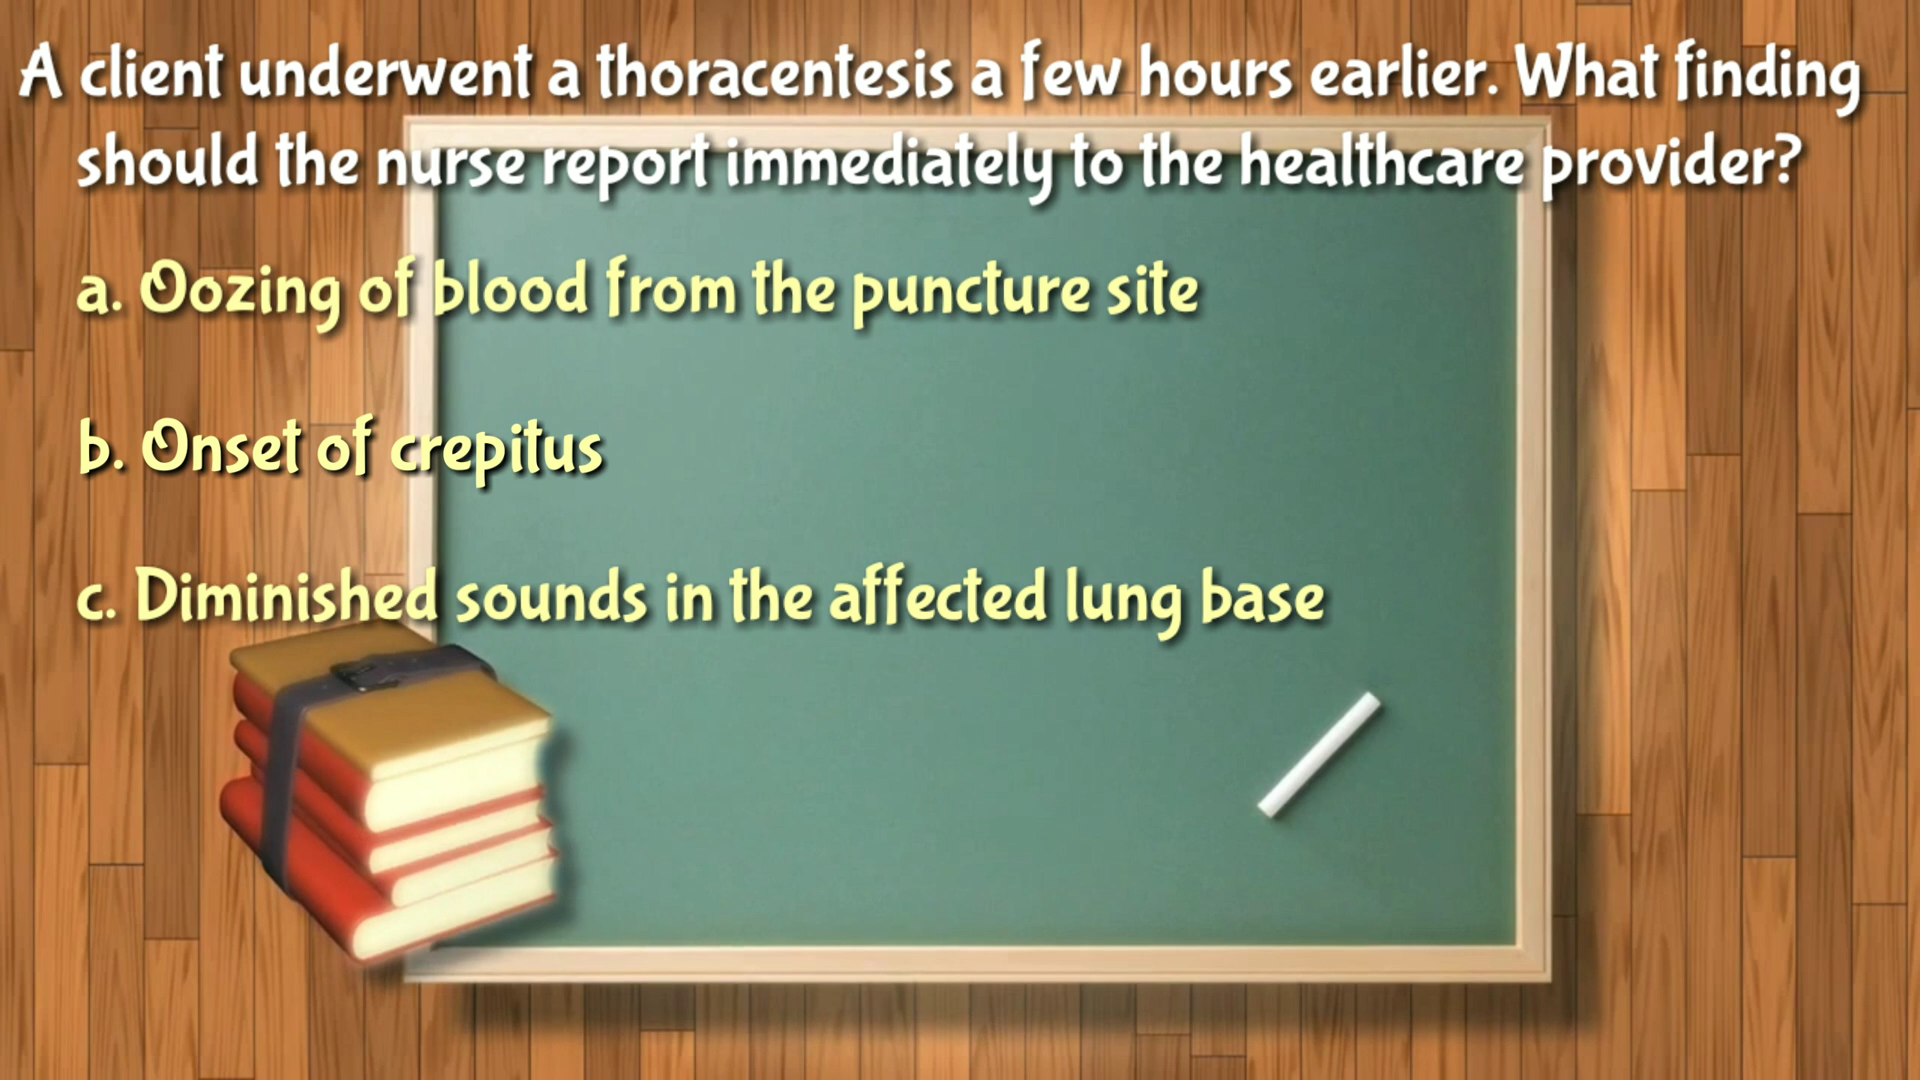 A client underwent a thoracentesis a few hours earlier. What finding
should the nurse report immediately to the healthcare provider?
a. Oozing of blood from the puncture site
b. Onset of crepitus
c. Diminished sounds in the affected lung base